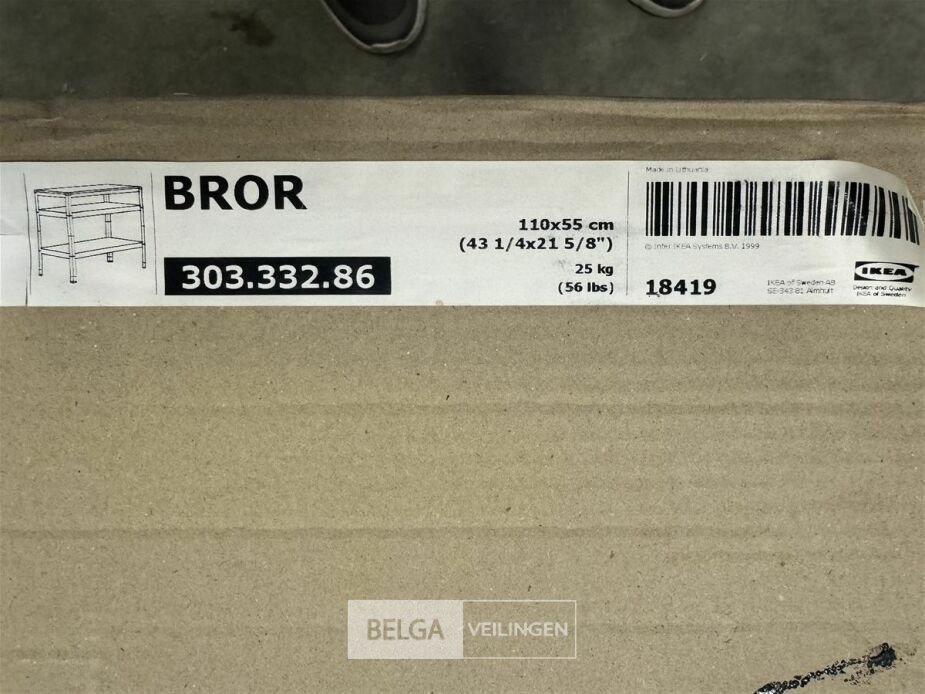 BROR
303.332.86
110x55 cm
(43 1/4x21 5/8")
25 kg
(56 lbs)
Made in Lithuania
© Inter IKEA Systems B.V. 1999
18419
IKEA of Sweden AB
SE-343 81 Älmhult
IKEA
Design and Quality
IKEA of Sweden
BELGA VEILINGEN